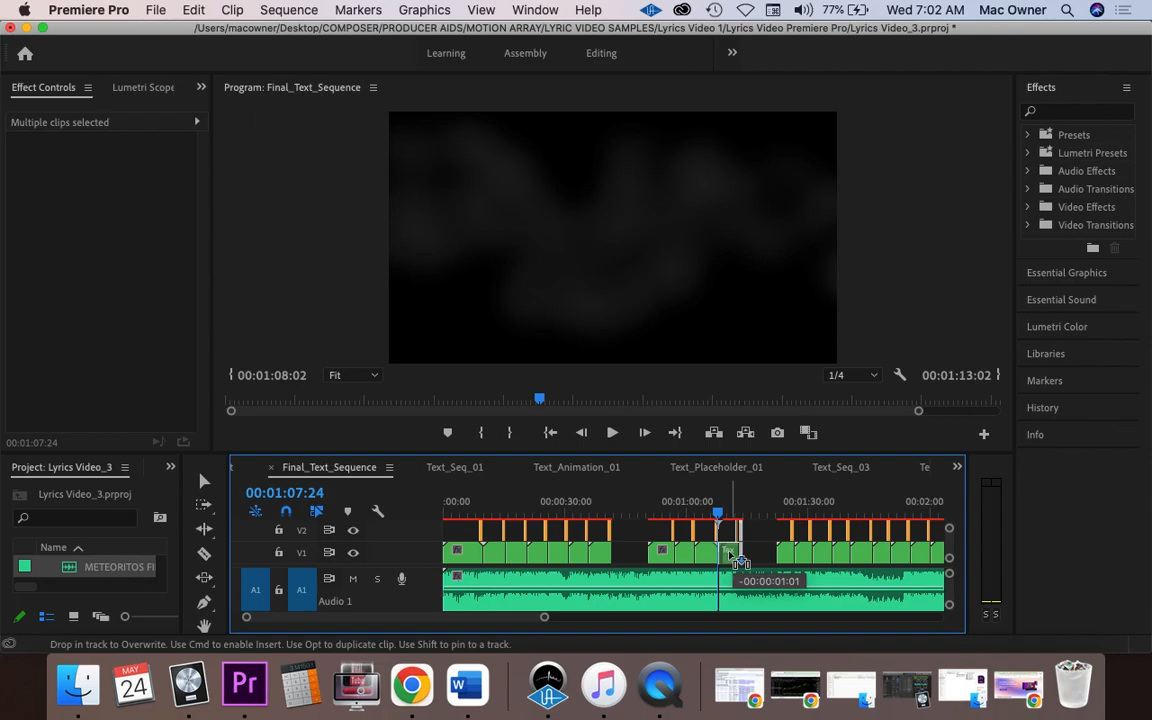 Premiere Pro File Edit Clip Sequence Markers Graphics View Window Help 77% Wed 7:02 AM Mac Owner
/Users/macowner/Desktop/COMPOSER/PRODUCER AIDS/MOTION ARRAY/LYRIC VIDEO SAMPLES/Lyrics Video 1/Lyrics Video Premiere Pro/Lyrics Video_3.prproj *
Learning Assembly Editing
Effect Controls Lumetri Scope Program: Final_Text_Sequence Effects
Multiple clips selected
Presets
Lumetri Presets
Audio Effects
Audio Transitions
Video Effects
Video Transitions
Essential Graphics
Essential Sound
Lumetri Color
Libraries
Markers
History
Info
00:01:08:02 Fit 1/4 00:01:13:02
00:01:07:24
Project: Lyrics Video_3 Final_Text_Sequence Text_Seq_01 Text_Animation_01 Text_Placeholder_01 Text_Seq_03 Te
Lyrics Video_3.prproj
00:01:07:24 :00:00 00:00:30:00 00:01:00:00 00:01:30:00 00:02:00
Name
METEORITOS FI
V2
V1
A1 A1 M S
Audio 1
-00:00:01:01
S S
Drop in track to Overwrite. Use Cmd to enable Insert. Use Opt to duplicate clip. Use Shift to pan to a track.
MAY
24
Pr
W